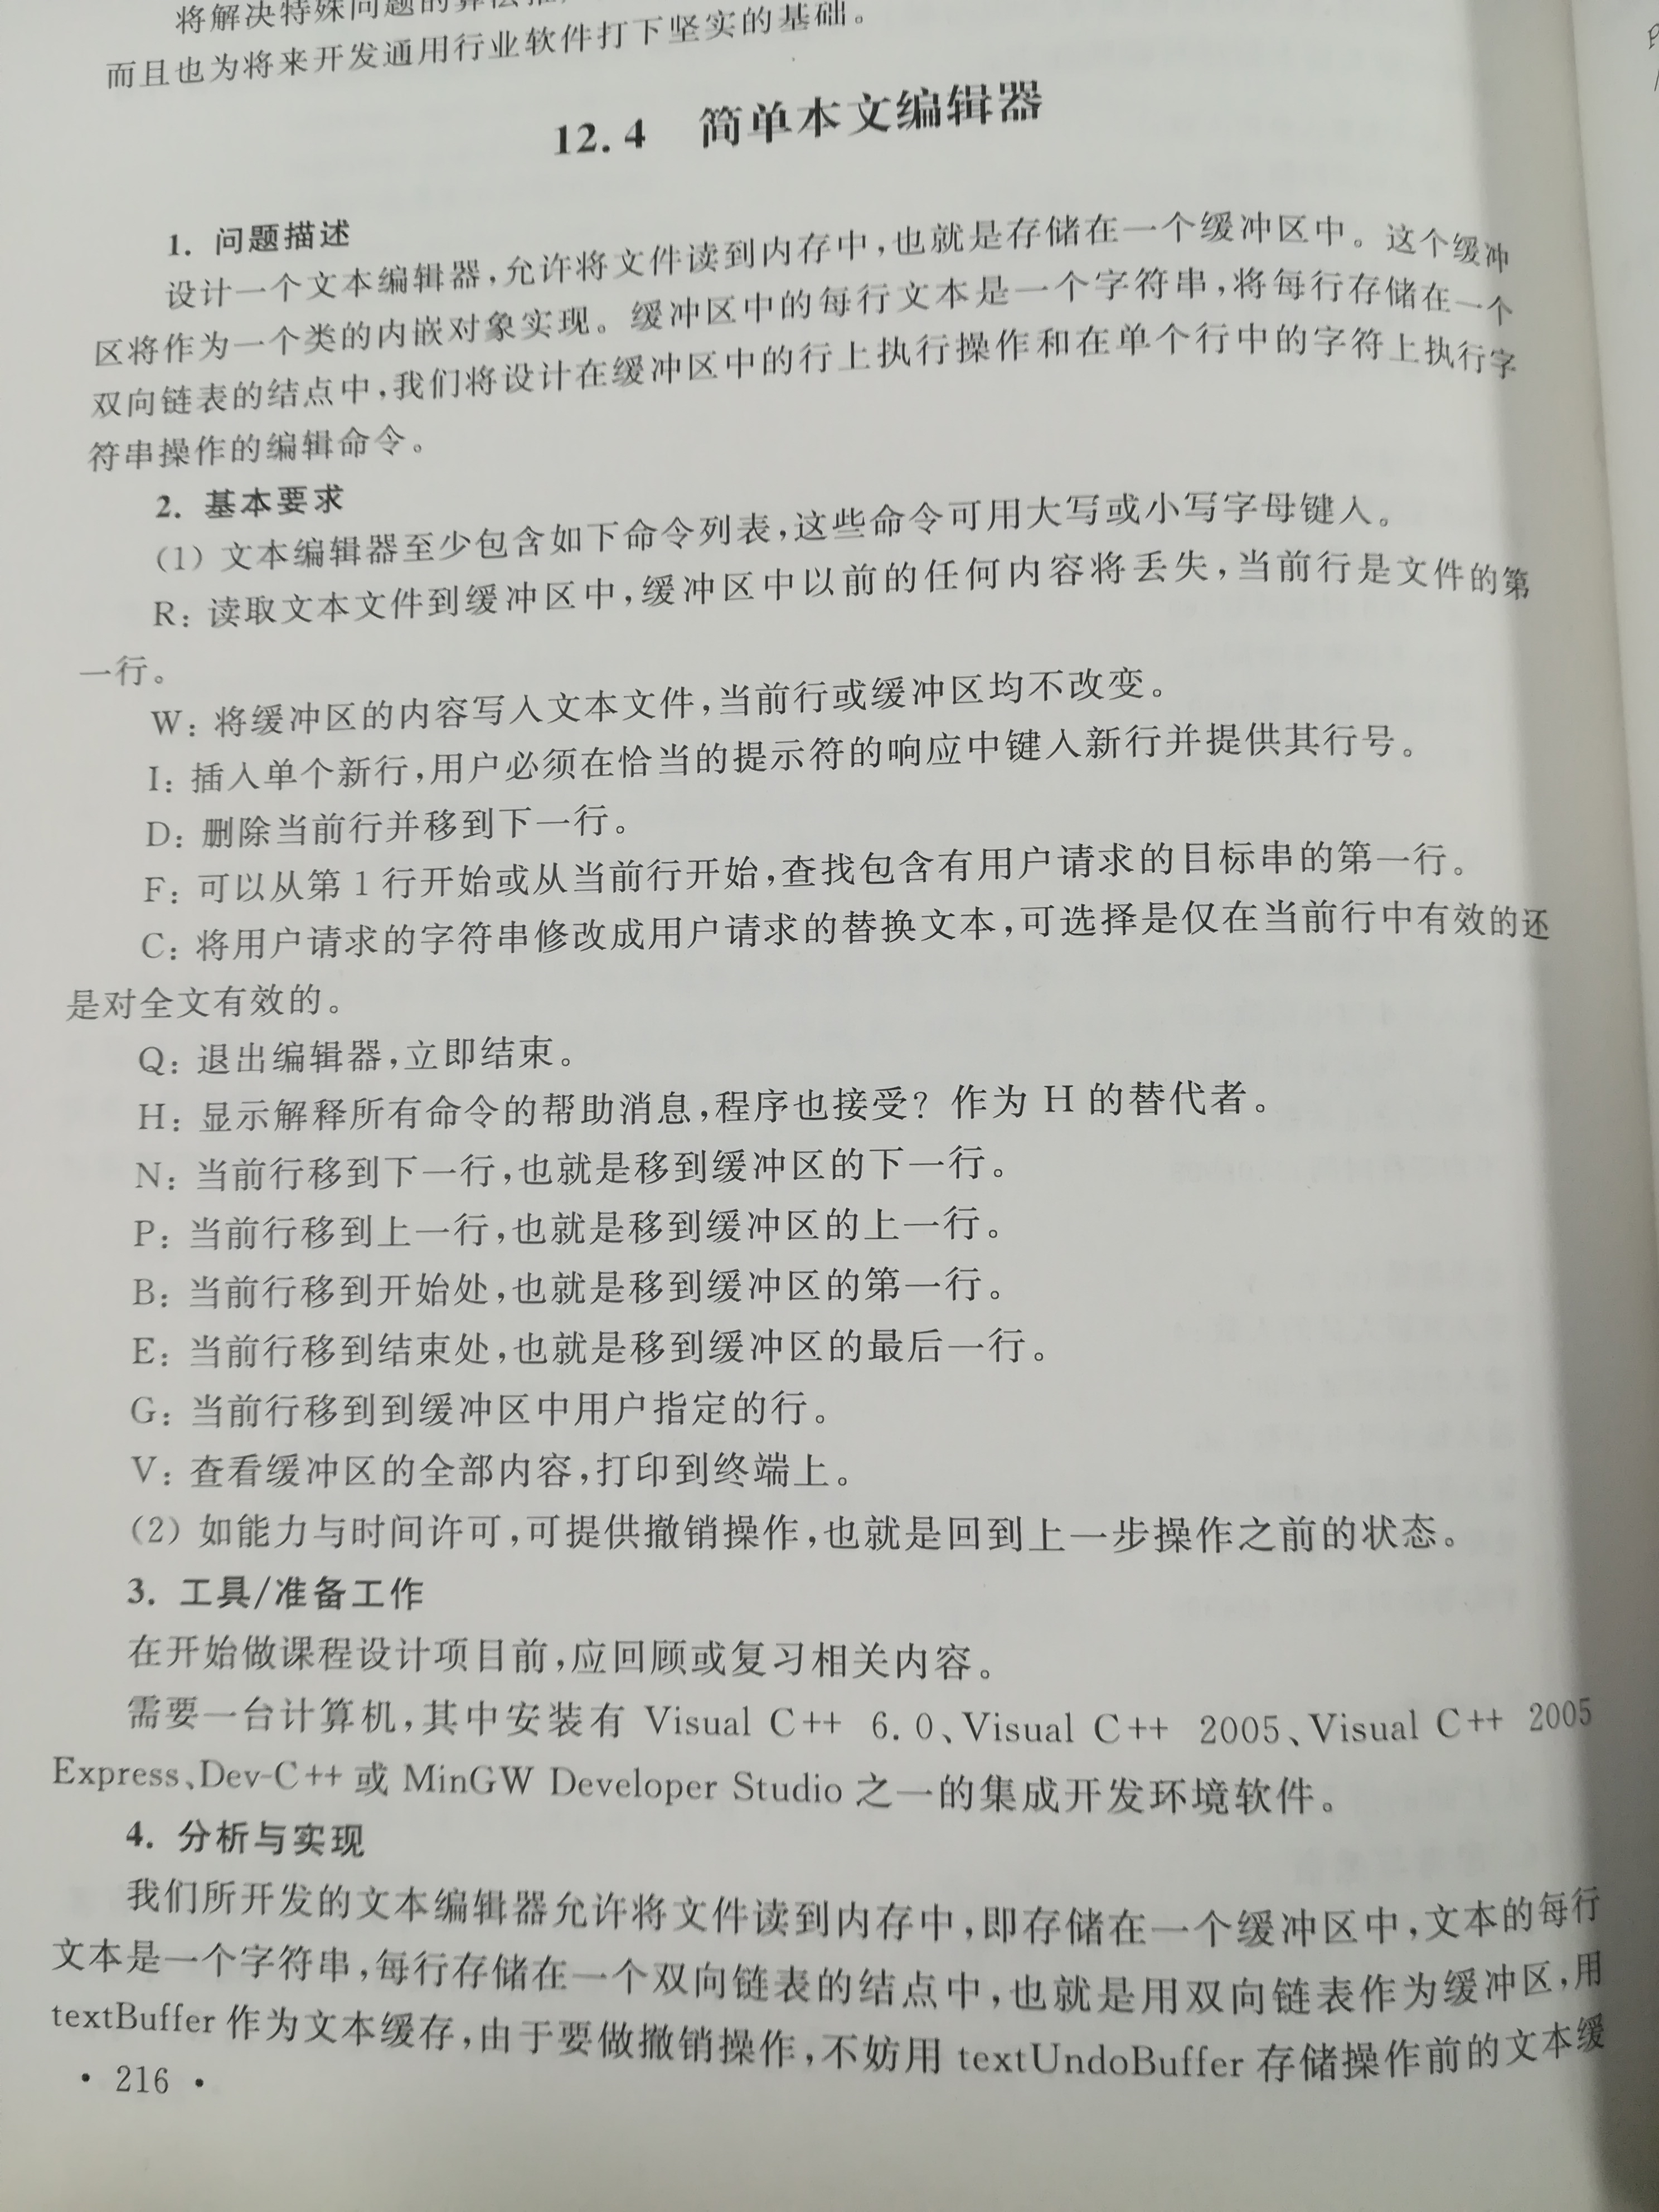 将解决特殊问题的算法推
而且也为将来开发通用行业软件打下坚实的基础。
12.4 简单本文编辑器
1. 问题描述
设计一个文本编辑器,允许将文件读到内存中,也就是存储在一个缓冲区中。这个缓冲
区将作为一个类的内嵌对象实现。缓冲区中的每行文本是一个字符串,将每行存储在一个
双向链表的结点中,我们将设计在缓冲区中的行上执行操作和在单个行中的字符上执行字
符串操作的编辑命令。
2. 基本要求
(1) 文本编辑器至少包含如下命令列表,这些命令可用大写或小写字母键入。
R: 读取文本文件到缓冲区中,缓冲区中以前的任何内容将丢失,当前行是文件的第
一行。
W: 将缓冲区的内容写入文本文件,当前行或缓冲区均不改变。
I: 插入单个新行,用户必须在恰当的提示符的响应中键入新行并提供其行号。
D: 删除当前行并移到下一行。
F: 可以从第1行开始或从当前行开始,查找包含有用户请求的目标串的第一行。
C: 将用户请求的字符串修改成用户请求的替换文本,可选择是仅在当前行中有效的还
是对全文有效的。
Q: 退出编辑器,立即结束。
H: 显示解释所有命令的帮助消息,程序也接受? 作为 H 的替代者。
N: 当前行移到下一行,也就是移到缓冲区的下一行。
P: 当前行移到上一行,也就是移到缓冲区的上一行。
B: 当前行移到开始处,也就是移到缓冲区的第一行。
E: 当前行移到结束处,也就是移到缓冲区的最后一行。
G: 当前行移到到缓冲区中用户指定的行。
V: 查看缓冲区的全部内容,打印到终端上。
(2) 如能力与时间许可,可提供撤销操作,也就是回到上一步操作之前的状态。
3. 工具/准备工作
在开始做课程设计项目前,应回顾或复习相关内容。
需要一台计算机,其中安装有 Visual C++ 6.0、Visual C++ 2005、Visual C++ 2005
Express、Dev-C++ 或 MinGW Developer Studio 之一的集成开发环境软件。
4. 分析与实现
我们所开发的文本编辑器允许将文件读到内存中,即存储在一个缓冲区中,文本的每行
文本是一个字符串,每行存储在一个双向链表的结点中,也就是用双向链表作为缓冲区,用
textBuffer 作为文本缓存,由于要做撤销操作,不妨用 textUndoBuffer 存储操作前的文本缓
• 216 •